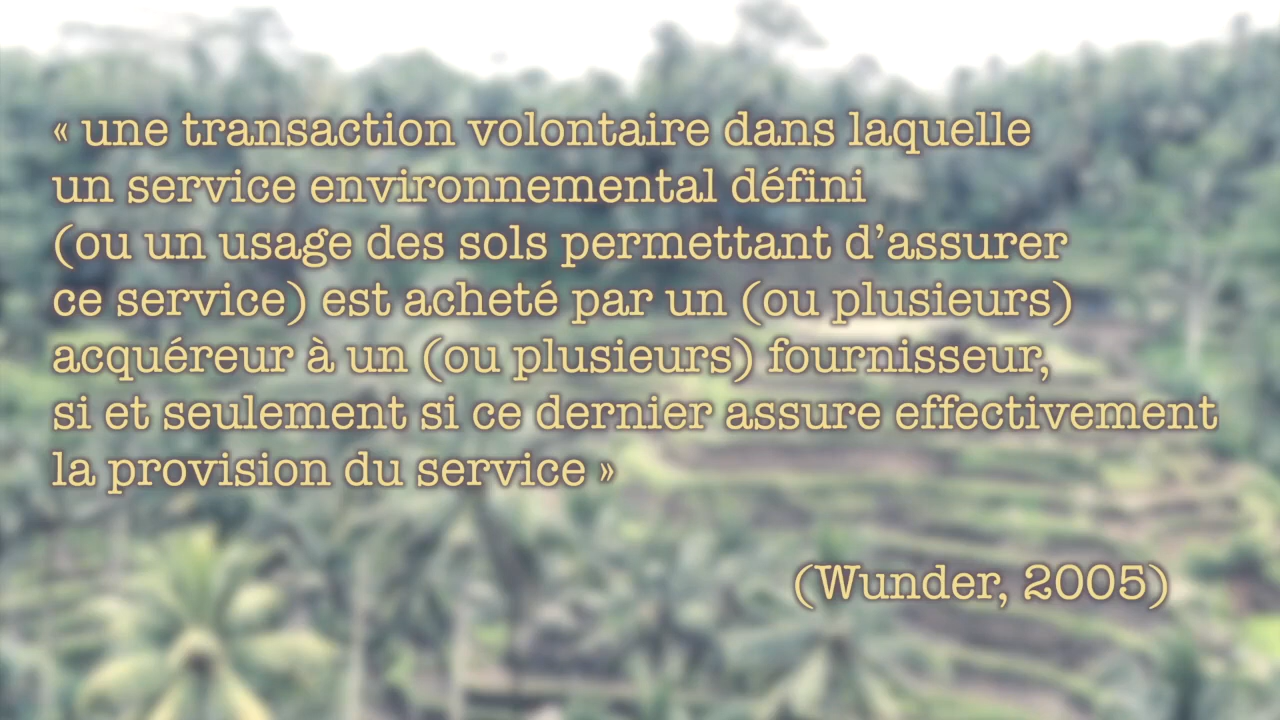 « une transaction volontaire dans laquelle
un service environnemental défini
(ou un usage des sols permettant d’assurer
ce service) est acheté par un (ou plusieurs)
acquéreur à un (ou plusieurs) fournisseur,
si et seulement si ce dernier assure effectivement
la provision du service »
(Wunder, 2005)